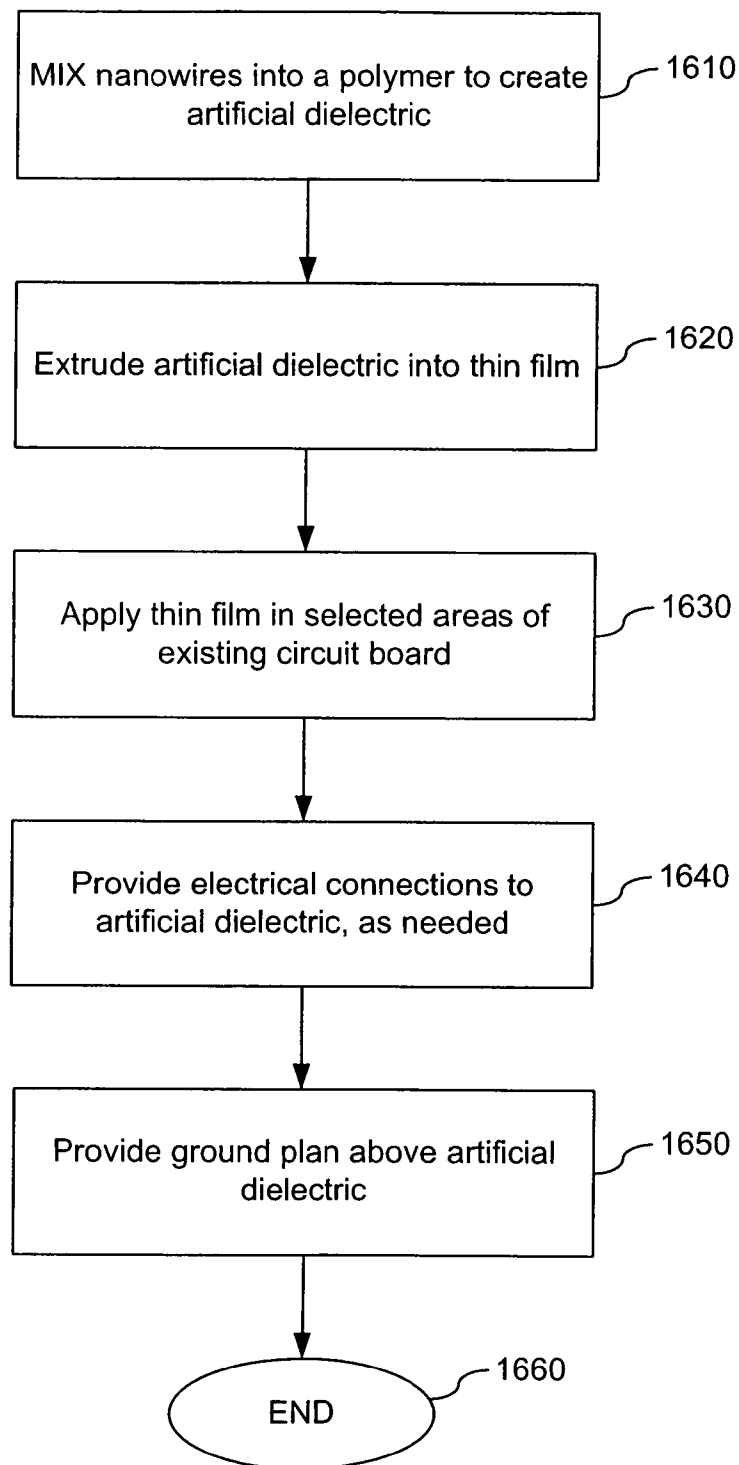 MIX nanowires into a polymer to create
artificial dielectric
1610
Extrude artificial dielectric into thin film
1620
Apply thin film in selected areas of
existing circuit board
1630
Provide electrical connections to
artificial dielectric, as needed
1640
Provide ground plan above artificial
dielectric
1650
END
1660